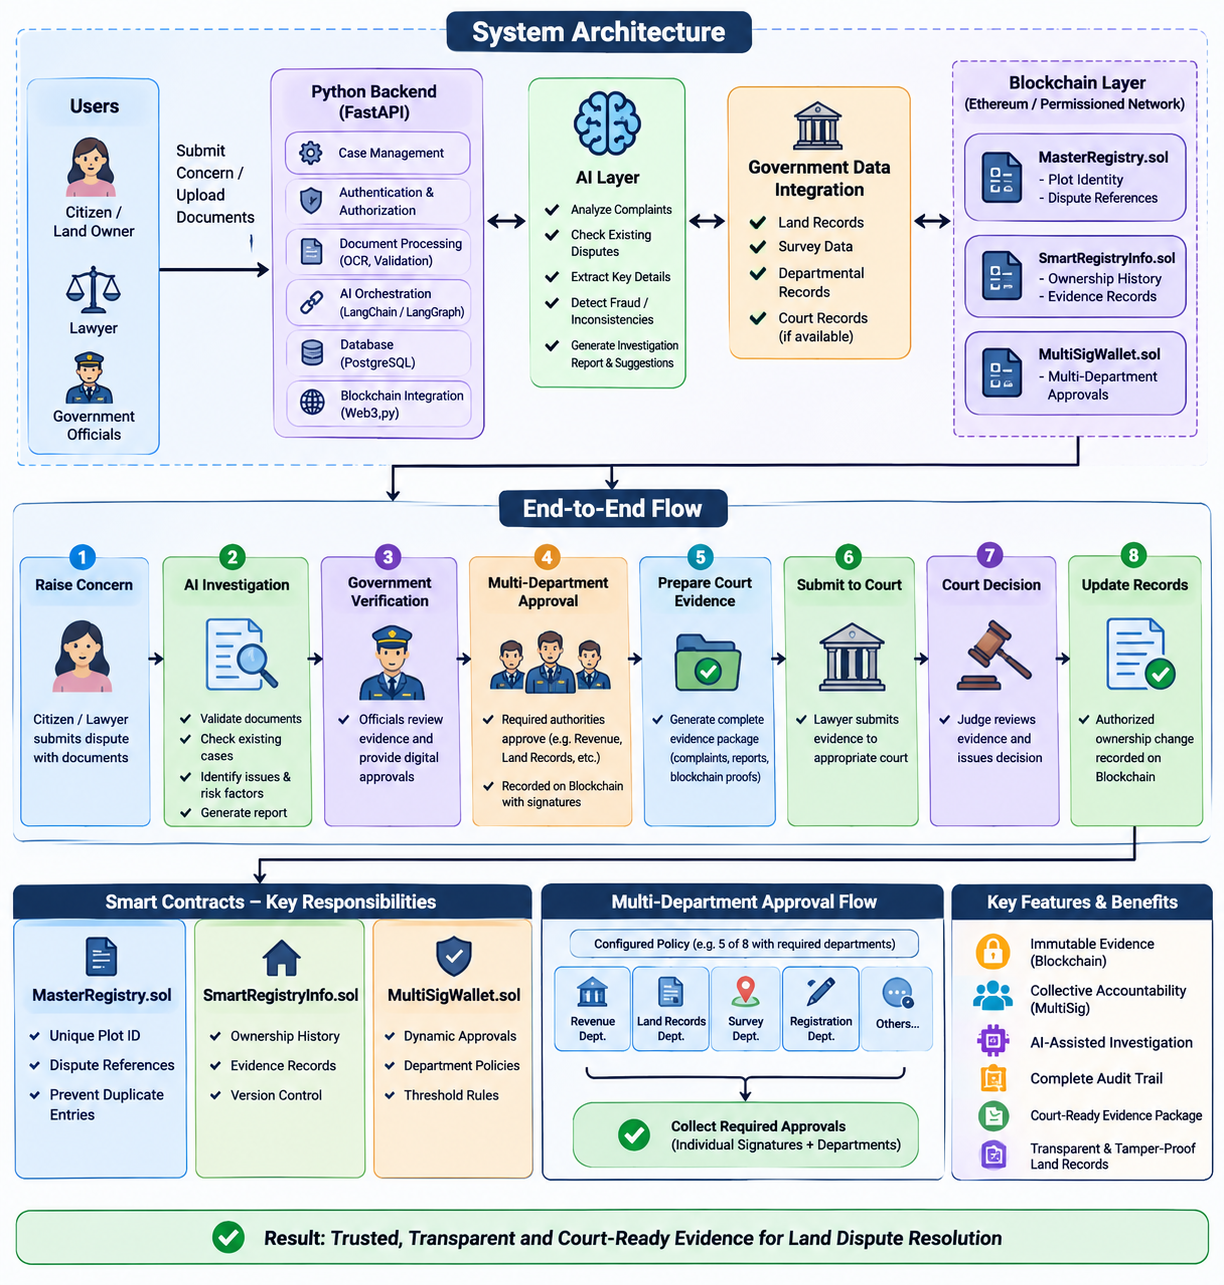 System Architecture
Users
Citizen /
Land Owner
Lawyer
Government
Officials
Submit
Concern /
Upload
Documents
Python Backend
(FastAPI)
Case Management
Authentication &
Authorization
Document Processing
(OCR, Validation)
AI Orchestration
(LangChain / LangGraph)
Database
(PostgreSQL)
Blockchain Integration
(Web3,py)
AI Layer
Analyze Complaints
Check Existing
Disputes
Extract Key Details
Detect Fraud /
Inconsistencies
Generate Investigation
Report & Suggestions
Government Data
Integration
Land Records
Survey Data
Departmental
Records
Court Records
(if available)
Blockchain Layer
(Ethereum / Permissioned Network)
MasterRegistry.sol
- Plot Identity
- Dispute References
SmartRegistryInfo.sol
- Ownership History
- Evidence Records
MultiSigWallet.sol
- Multi-Department
Approvals
End-to-End Flow
1
Raise Concern
Citizen / Lawyer
submits dispute
with documents
2
AI Investigation
Validate documents
Check existing
cases
Identify issues &
risk factors
Generate report
3
Government
Verification
Officials review
evidence and
provide digital
approvals
4
Multi-Department
Approval
Required authorities
approve (e.g. Revenue,
Land Records, etc.)
Recorded on Blockchain
with signatures
5
Prepare Court
Evidence
Generate complete
evidence package
(complaints, reports,
blockchain proofs)
6
Submit to Court
Lawyer submits
evidence to
appropriate court
7
Court Decision
Judge reviews
evidence and
issues decision
8
Update Records
Authorized
ownership change
recorded on
Blockchain
Smart Contracts – Key Responsibilities
MasterRegistry.sol
Unique Plot ID
Dispute References
Prevent Duplicate
Entries
SmartRegistryInfo.sol
Ownership History
Evidence Records
Version Control
MultiSigWallet.sol
Dynamic Approvals
Department Policies
Threshold Rules
Multi-Department Approval Flow
Configured Policy (e.g. 5 of 8 with required departments)
Revenue
Dept.
Land Records
Dept.
Survey
Dept.
Registration
Dept.
Others...
Collect Required Approvals
(Individual Signatures + Departments)
Key Features & Benefits
Immutable Evidence
(Blockchain)
Collective Accountability
(MultiSig)
AI-Assisted Investigation
Complete Audit Trail
Court-Ready Evidence Package
Transparent & Tamper-Proof
Land Records
Result: Trusted, Transparent and Court-Ready Evidence for Land Dispute Resolution